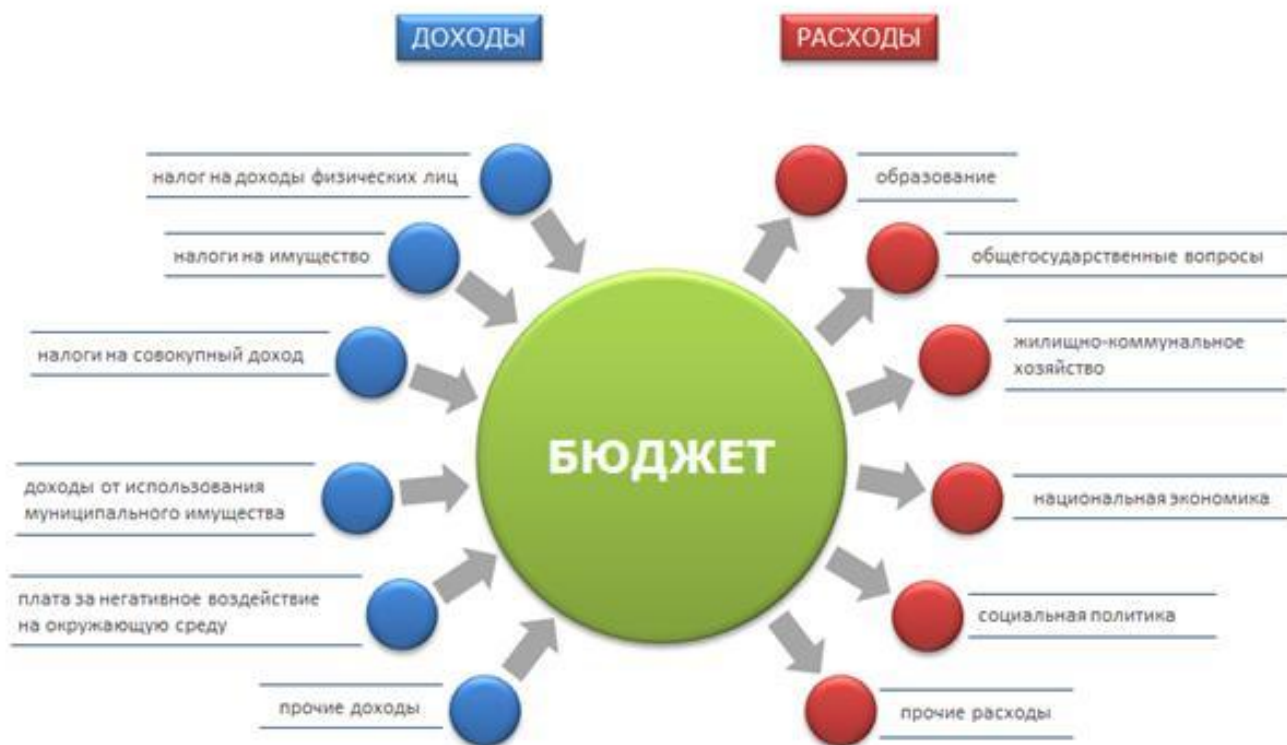 ДОХОДЫ
РАСХОДЫ
налог на доходы физических лиц
налоги на имущество
налоги на совокупный доход
доходы от использования
муниципального имущества
плата за негативное воздействие
на окружающую среду
прочие доходы
БЮДЖЕТ
образование
общегосударственные вопросы
жилищно-коммунальное
хозяйство
национальная экономика
социальная политика
прочие расходы